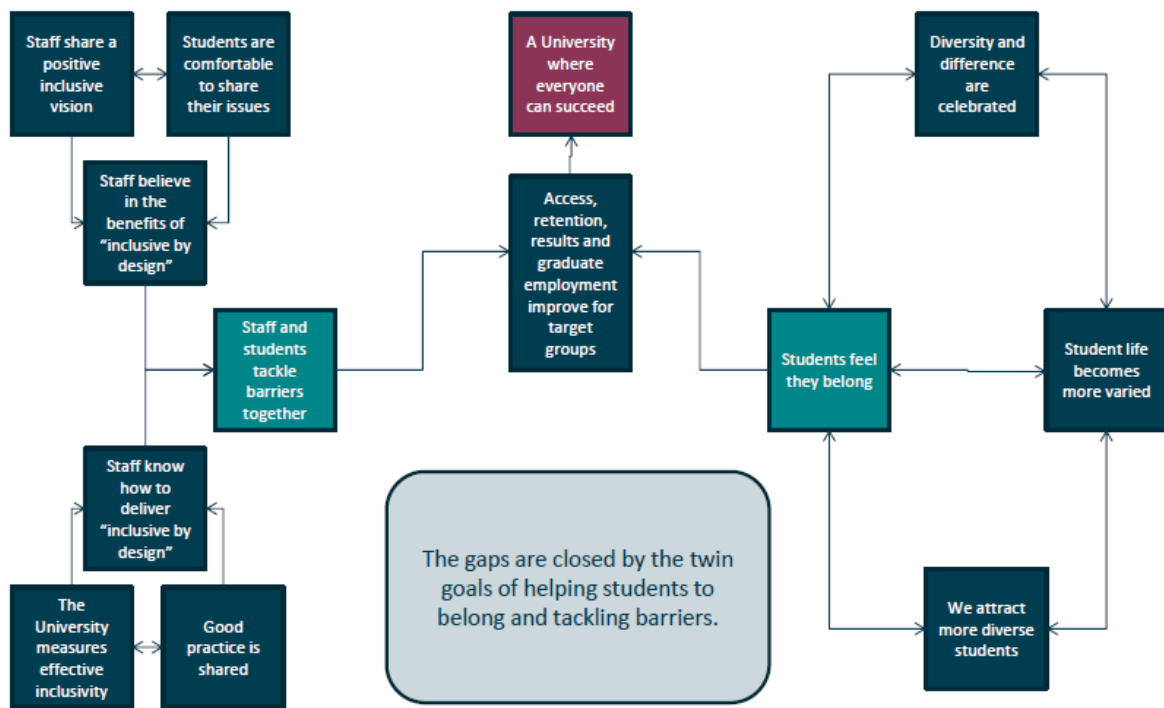 Staff share a
positive
inclusive
vision
Students are
comfortable
to share
their issues
A University
where
everyone
can succeed
Diversity and
difference
are
celebrated
Staff believe
in the
benefits of
“inclusive by
design”
Access,
retention,
results and
graduate
employment
improve for
target
groups
Staff and
students
tackle
barriers
together
Students feel
they belong
Student life
becomes
more varied
Staff know
how to
deliver
“inclusive by
design”
The gaps are closed by the twin
goals of helping students to
belong and tackling barriers.
The
University
measures
effective
inclusivity
Good
practice is
shared
We attract
more diverse
students